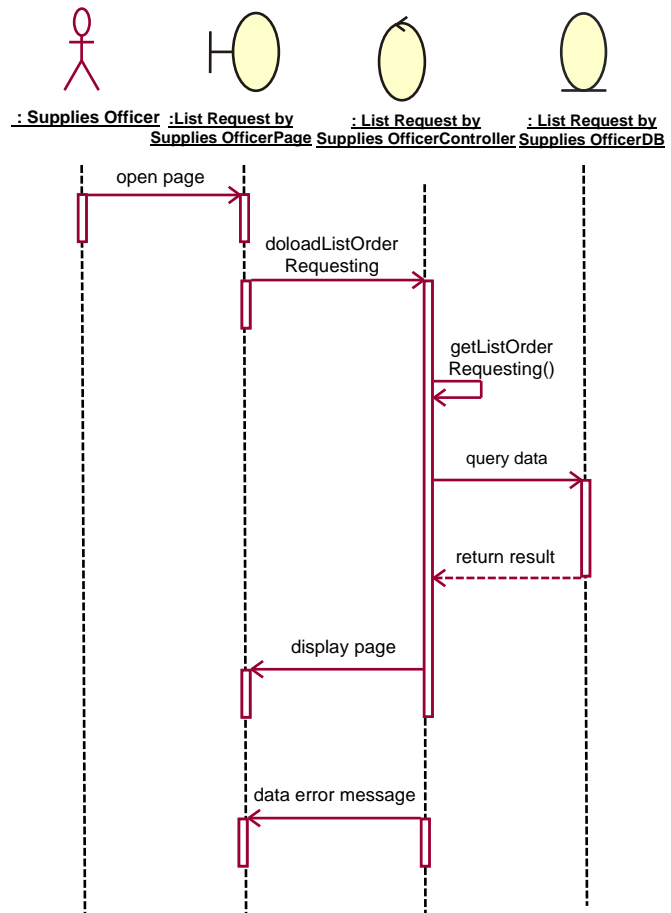 : Supplies Officer
:List Request by
Supplies OfficerPage
: List Request by
Supplies OfficerController
: List Request by
Supplies OfficerDB
open page
doloadListOrder
Requesting
getListOrder
Requesting()
query data
return result
display page
data error message